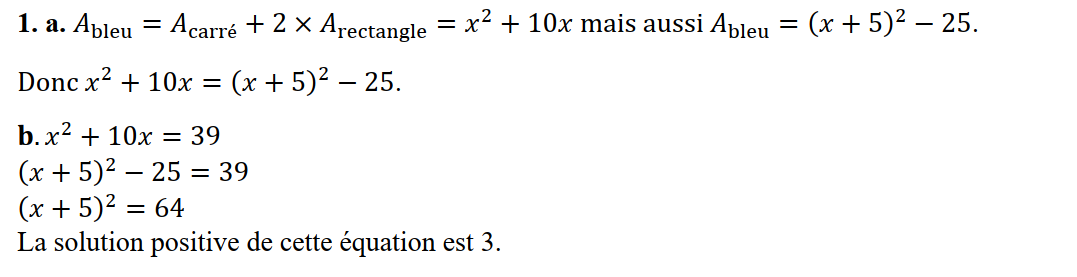 1. a. A_bleu = A_carré + 2 × A_rectangle = x² + 10x mais aussi A_bleu = (x + 5)² − 25.
Donc x² + 10x = (x + 5)² − 25.
b. x² + 10x = 39
(x + 5)² − 25 = 39
(x + 5)² = 64
La solution positive de cette équation est 3.